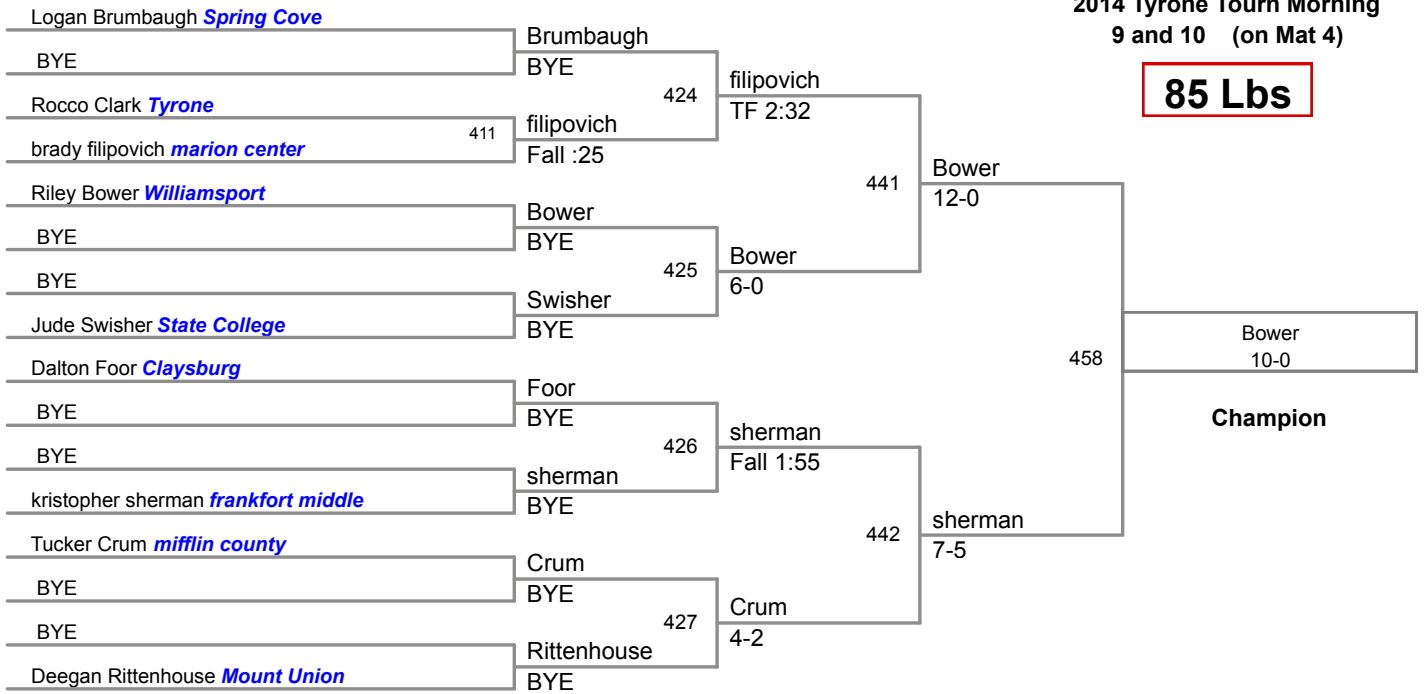 2014 Tyrone Tourn Morning
9 and 10 (on Mat 4)
85 Lbs
Logan Brumbaugh Spring Cove
BYE
Rocco Clark Tyrone
brady filipovich marion center
Riley Bower Williamsport
BYE
BYE
Jude Swisher State College
Dalton Foor Claysburg
BYE
BYE
kristopher sherman frankfort middle
Tucker Crum mifflin county
BYE
BYE
Deegan Rittenhouse Mount Union
411
Brumbaugh
BYE
filipovich
Fall :25
Bower
BYE
Swisher
BYE
Foor
BYE
sherman
BYE
Crum
BYE
Rittenhouse
BYE
424
425
426
427
filipovich
TF 2:32
Bower
6-0
sherman
Fall 1:55
Crum
4-2
441
442
Bower
12-0
sherman
7-5
458
Bower
10-0
Champion